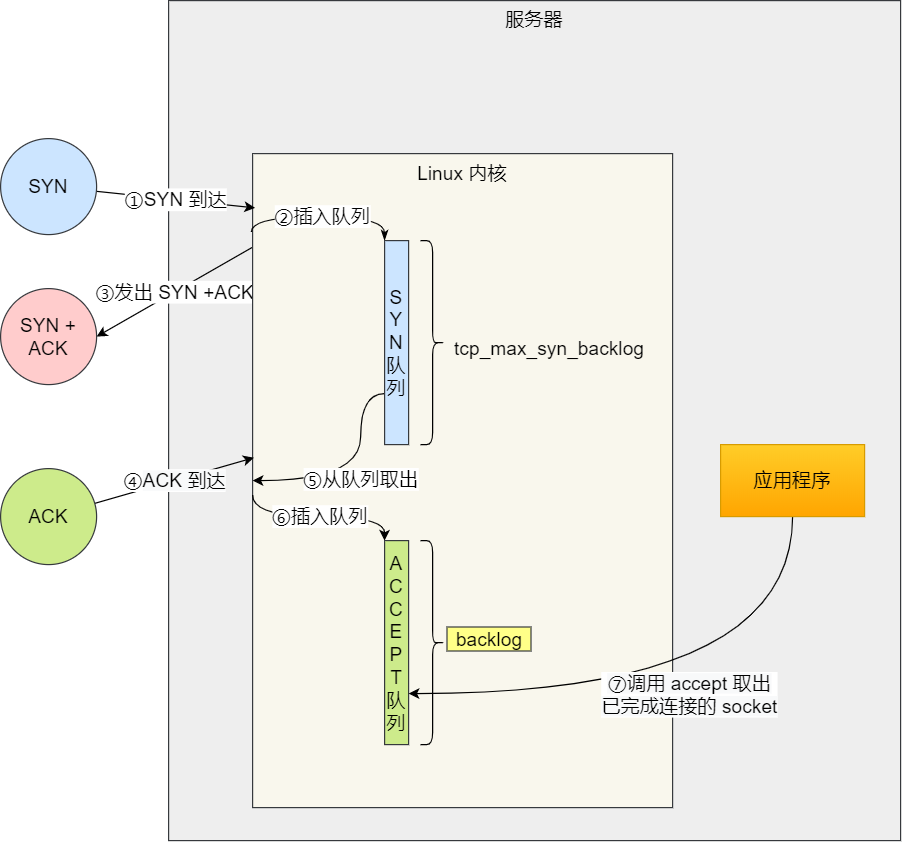 服务器
Linux 内核
SYN
①SYN 到达
②插入队列
③发出 SYN +ACK
SYN +
ACK
S
Y
N
队
列
tcp_max_syn_backlog
④ACK 到达
⑤从队列取出
应用程序
ACK
⑥插入队列
A
C
C
E
P
T
队
列
backlog
⑦调用 accept 取出
已完成连接的 socket